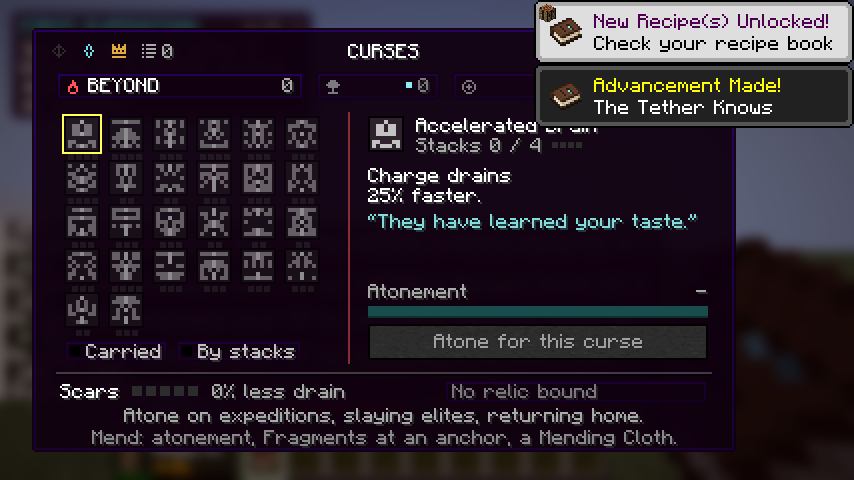 New Recipe(s) Unlocked!
Check your recipe book
Advancement Made!
The Tether Knows
0
CURSES
BEYOND 0
0
Accelerated
Stacks 0 / 4
Charge drains
25% faster.
“They have learned your taste.”
Atonement –
Atone for this curse
Carried By stacks
Scars 0% less drain No relic bound
Atone on expeditions, slaying elites, returning home.
Mend: atonement, Fragments at an anchor, a Mending Cloth.